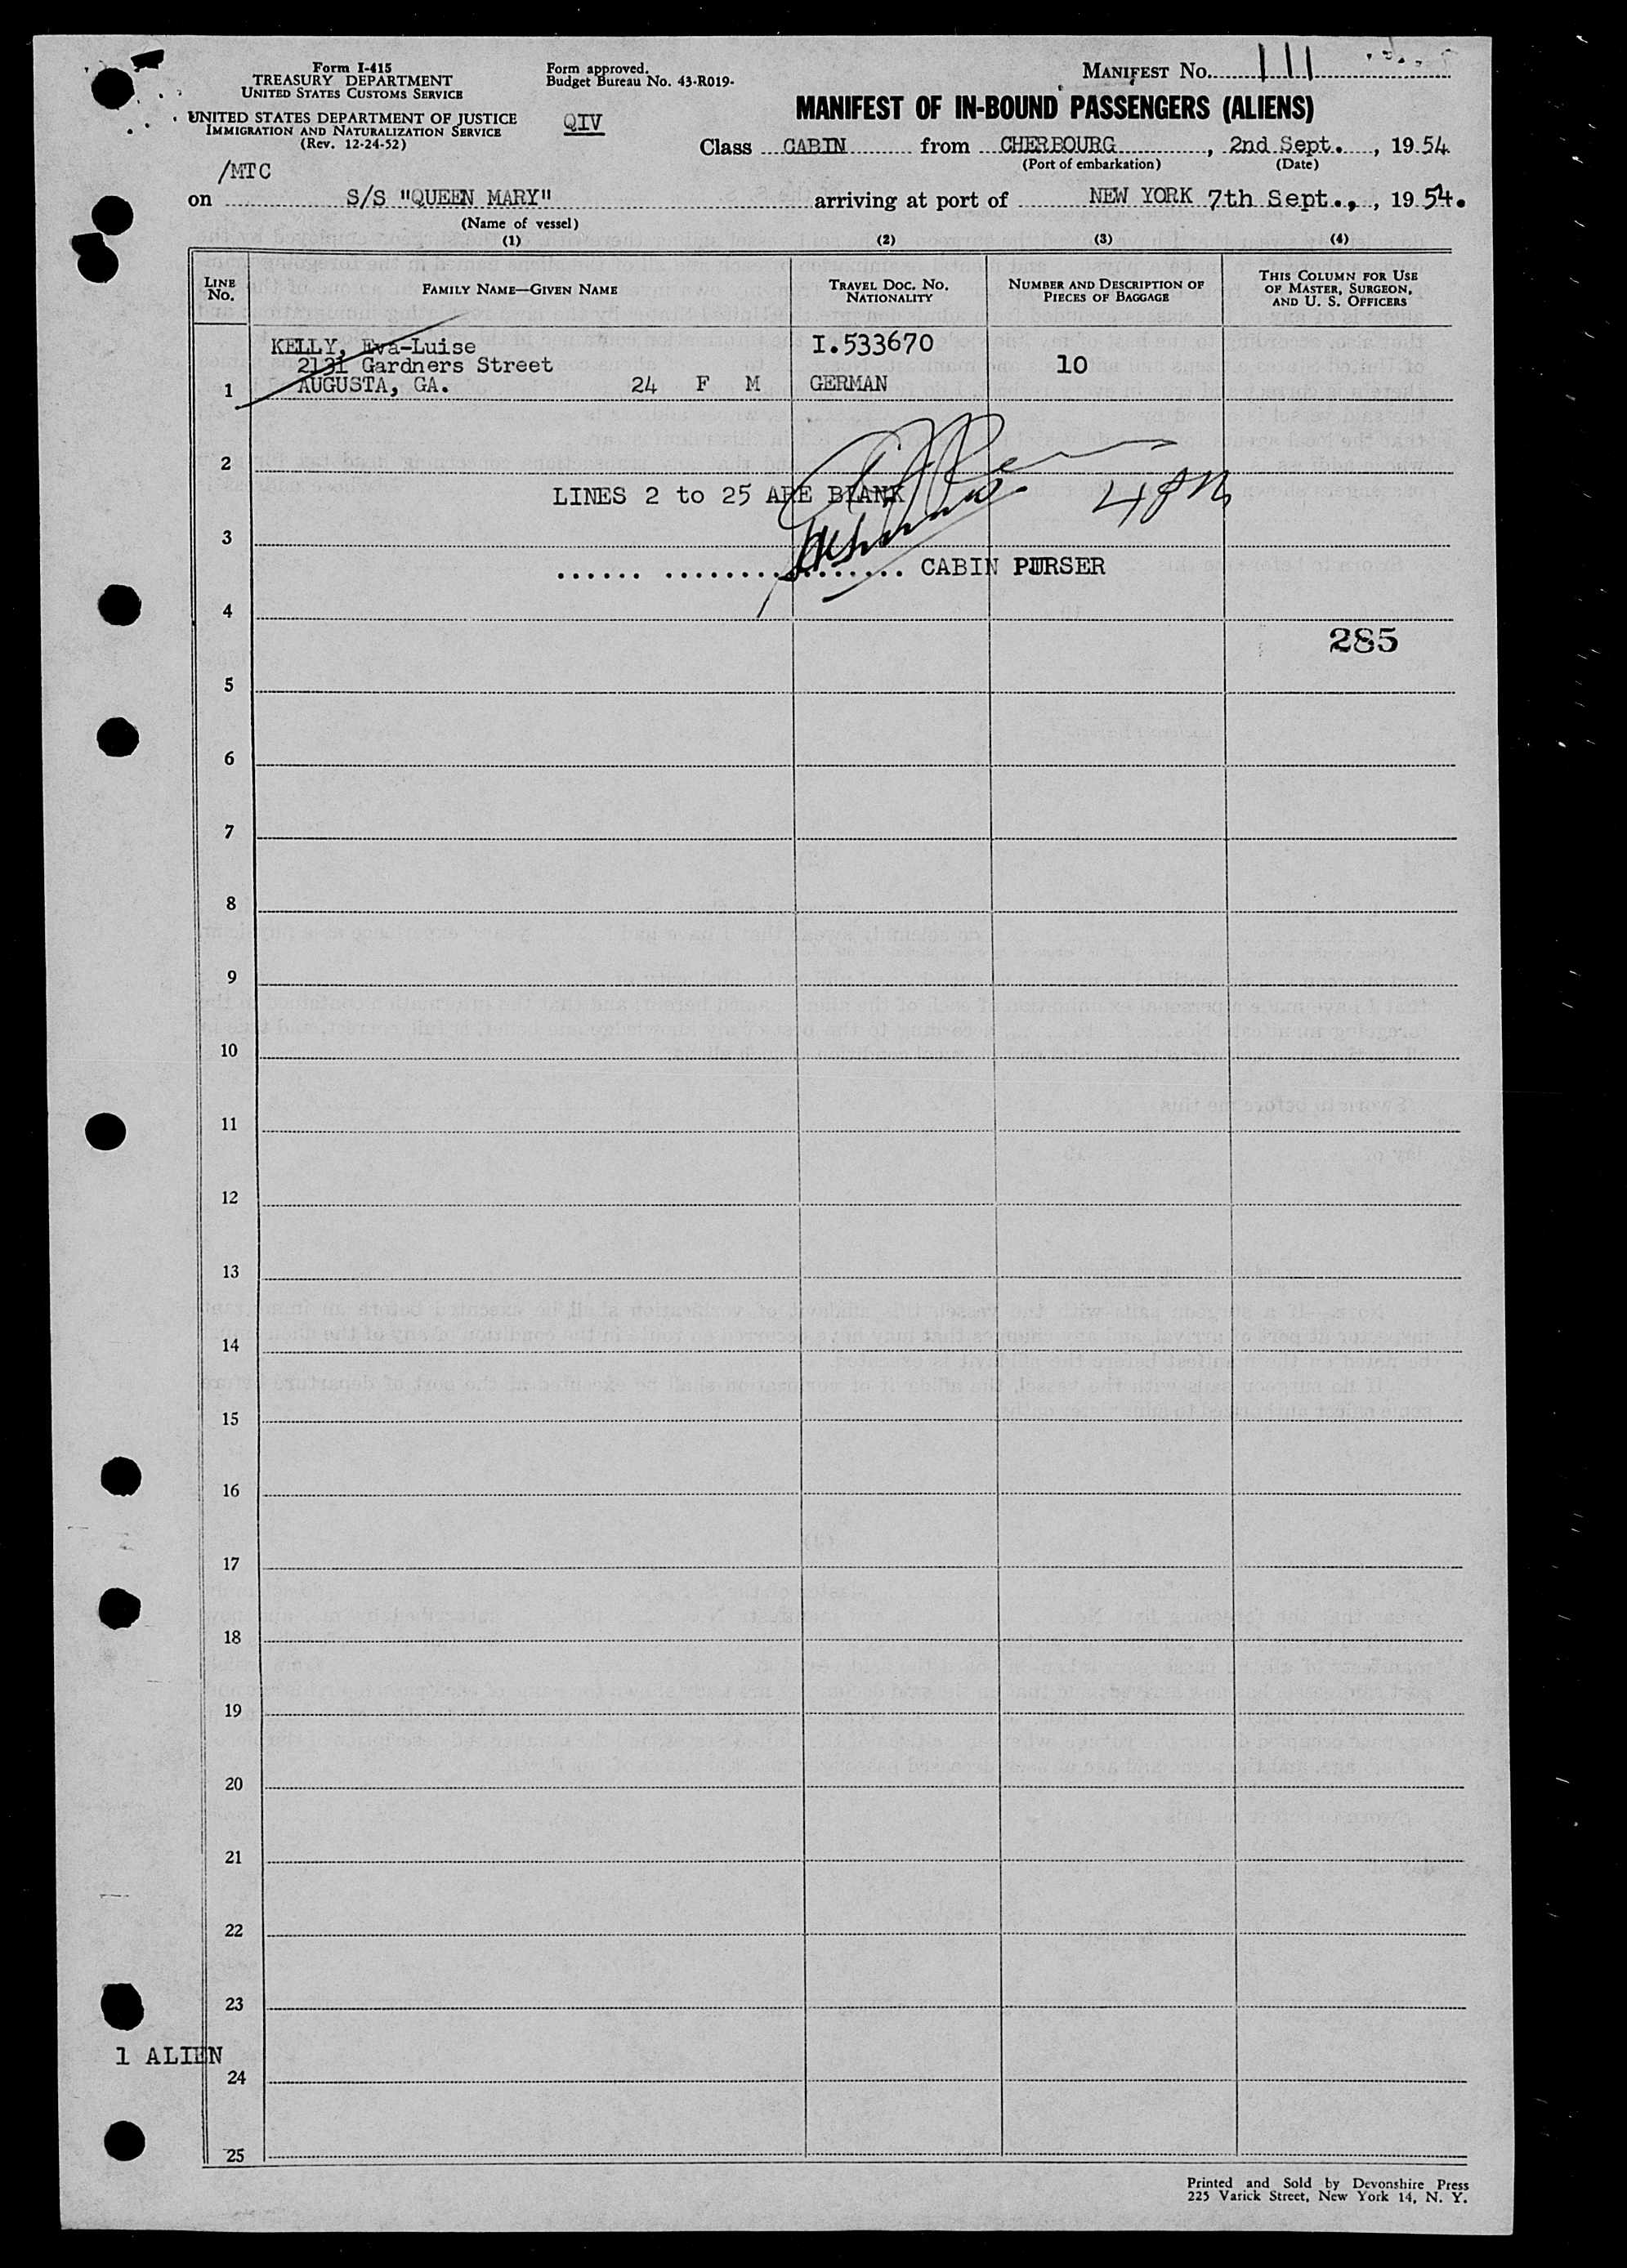 Form I-415
TREASURY DEPARTMENT
UNITED STATES CUSTOMS SERVICE
UNITED STATES DEPARTMENT OF JUSTICE
IMMIGRATION AND NATURALIZATION SERVICE
(Rev. 12-24-52)
Form approved.
Budget Bureau No. 43-R019-
QIV
MANIFEST No. 111
MANIFEST OF IN-BOUND PASSENGERS (ALIENS)
Class CABIN from CHERBOURG, 2nd Sept., 1954
(Port of embarkation) (Date)
/MTC
on S/S "QUEEN MARY" arriving at port of NEW YORK 7th Sept., , 1954.
(Name of vessel)
(1) (2) (3) (4)
LINE No. FAMILY NAME—GIVEN NAME TRAVEL DOC. NO. NATIONALITY NUMBER AND DESCRIPTION OF PIECES OF BAGGAGE THIS COLUMN FOR USE OF MASTER, SURGEON, AND U. S. OFFICERS
KELLY, Eva-Luise I.533670
2131 Gardners Street 10
1 AUGUSTA, GA. 24 F M GERMAN
2
LINES 2 to 25 ARE BLANK
3
CABIN PURSER
4
285
5
6
7
8
9
10
11
12
13
14
15
16
17
18
19
20
21
22
23
1 ALIEN
24
25
Printed and Sold by Devonshire Press
225 Varick Street, New York 14, N. Y.